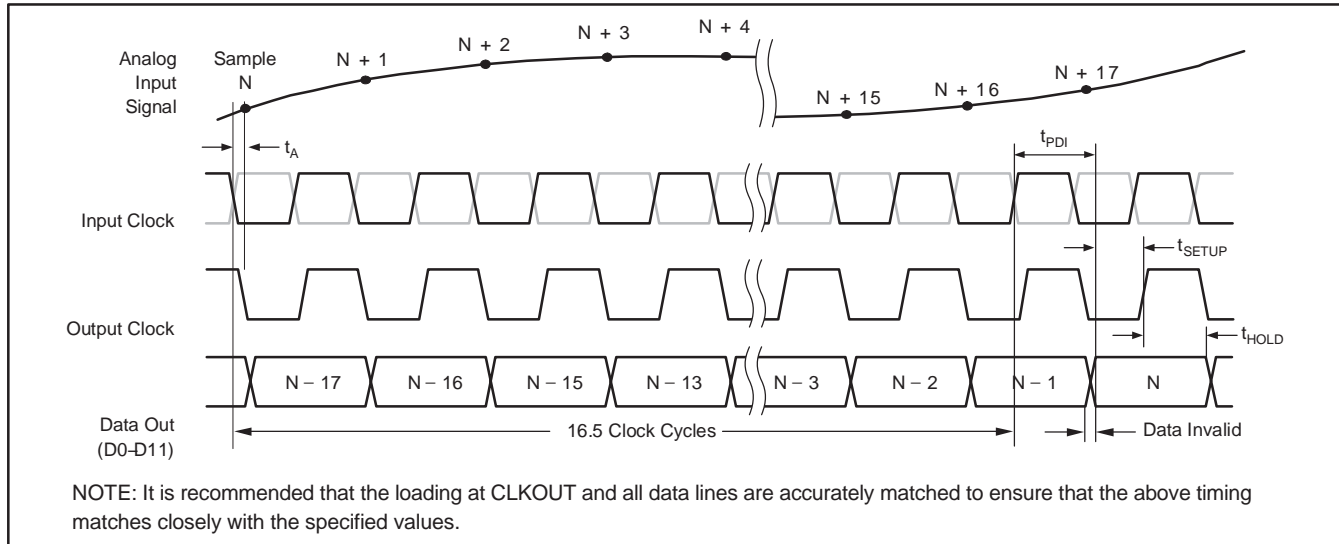 Analog
Input
Signal
Sample
N
N + 1
N + 2
N + 3
N + 4
N + 15
N + 16
N + 17
tA
tPDI
Input Clock
tSETUP
Output Clock
tHOLD
N – 17
N – 16
N – 15
N – 13
N – 3
N – 2
N – 1
N
Data Out
(D0–D11)
16.5 Clock Cycles
Data Invalid
NOTE: It is recommended that the loading at CLKOUT and all data lines are accurately matched to ensure that the above timing
matches closely with the specified values.